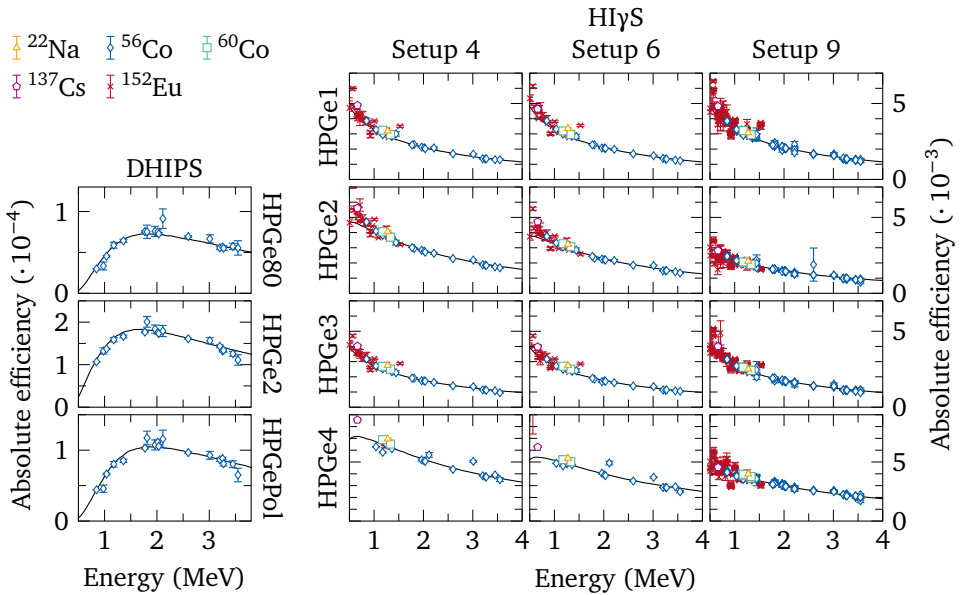 HIγS
²²Na ⁵⁶Co ⁶⁰Co
¹³⁷Cs ¹⁵²Eu
Setup 4 Setup 6 Setup 9
DHIPS
Absolute efficiency (· 10⁻⁴)
1
0
HPGe80
2
1
0
HPGe2
1
0
HPGePol
1 2 3
Energy (MeV)
HPGe1
5
0
HPGe2
5
0
HPGe3
5
0
HPGe4
5
0
Absolute efficiency (· 10⁻³)
1 2 3 4 1 2 3 4 1 2 3 4
Energy (MeV)